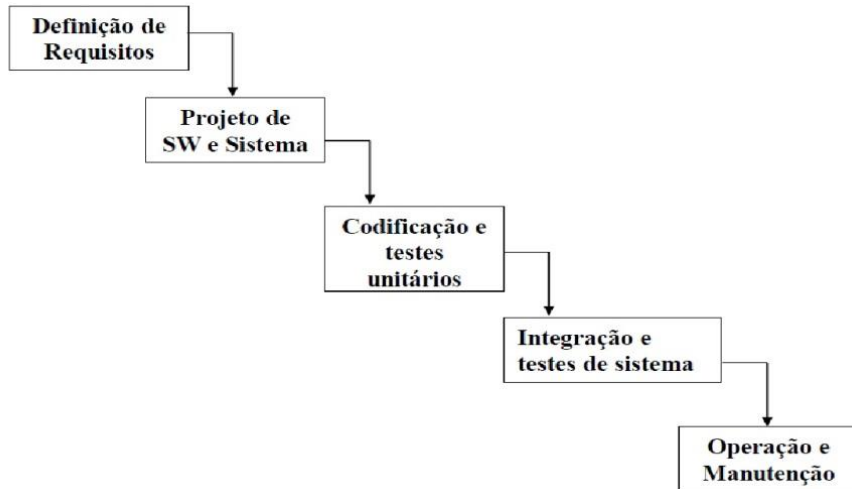 Definição de
Requisitos
Projeto de
SW e Sistema
Codificação e
testes
unitários
Integração e
testes de sistema
Operação e
Manutenção